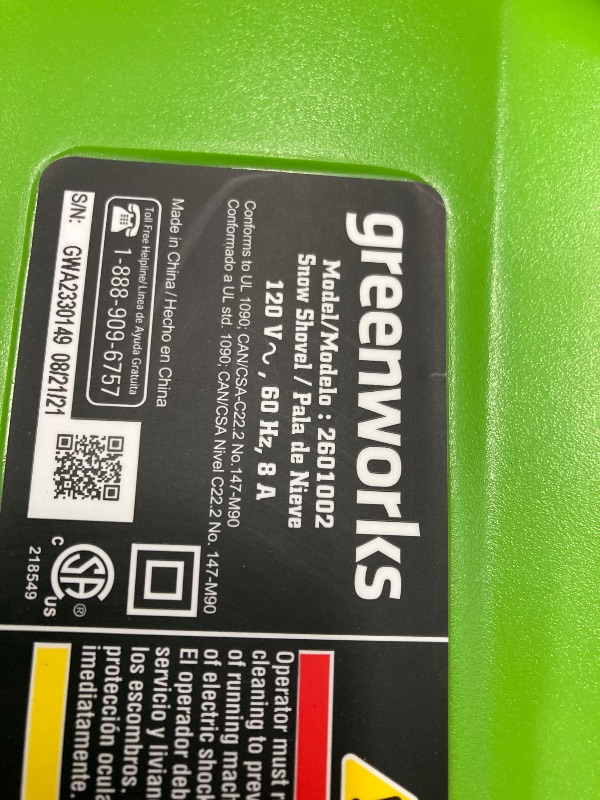 greenworks
Model/Modelo : 2601002
Snow Shovel / Pala de Nieve
120 V∿, 60 Hz, 8 A
Conforms to UL 1090; CAN/CSA-C22.2 No.147-M90
Conformado a UL std. 1090; CAN/CSA Nivel C22.2 No. 147-M90
Made in China / Hecho en China
Toll Free Helpline/ Línea de Ayuda Gratuita
1-888-909-6757
S/N: GWA2330149 08/21/21
C SA ® US
218549
Operator must
cleaning to prev
of running mach
of electric shock
El operador deb
servicio y livian
los escombros.
protección ocula
imediatamente.